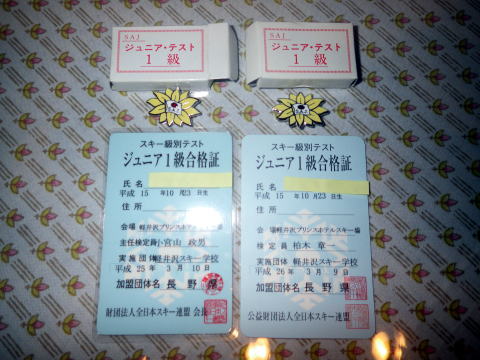 SAJ
ジュニア・テスト
1 級
SAJ
ジュニア・テスト
1 級
スキー級別テスト
ジュニア1級合格証
氏 名
平成 15 年 10 月 23 日生
住 所
会 場 軽井沢プリンスホテルスキー場
主任検定員 小宮山 政男
実施団体 軽井沢スキー学校
平成 25 年 3 月 10 日
加盟団体名 長 野 県
財団法人全日本スキー連盟 会長
スキー級別テスト
ジュニア1級合格証
氏 名
平成 15 年 10 月 23 日生
住 所
会 場 軽井沢プリンスホテルスキー場
検 定 員 柏木 章一
実施団体 軽井沢スキー学校
平成 26 年 3 月 9 日
加盟団体名 長 野 県
公益財団法人全日本スキー連盟